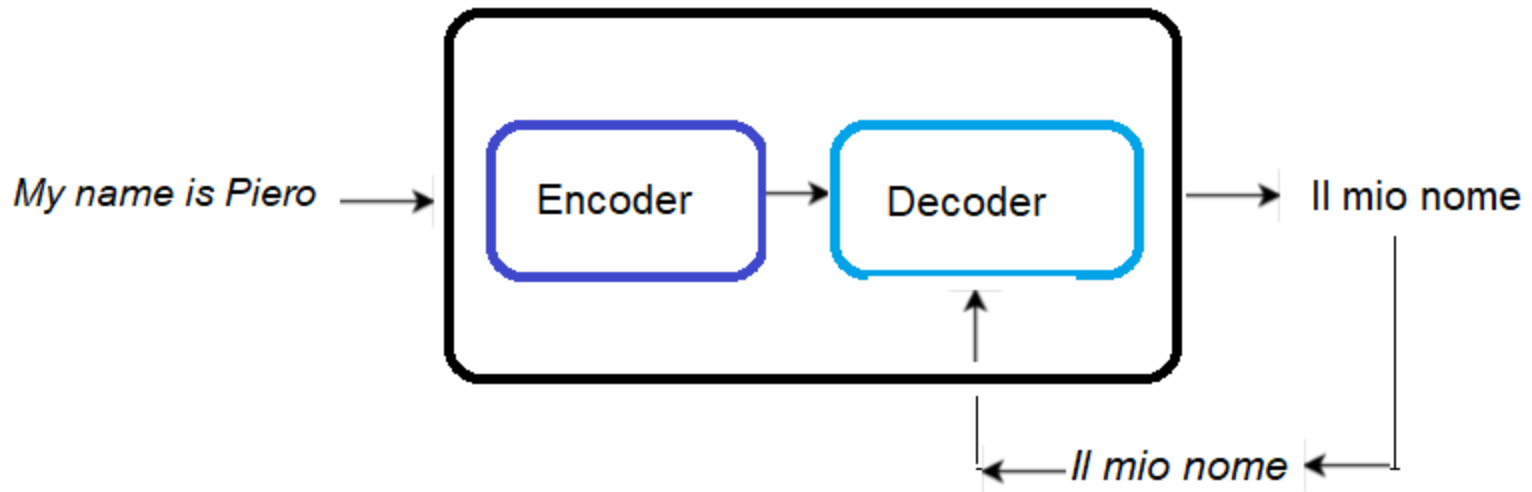 My name is Piero
Encoder
Decoder
Il mio nome
Il mio nome